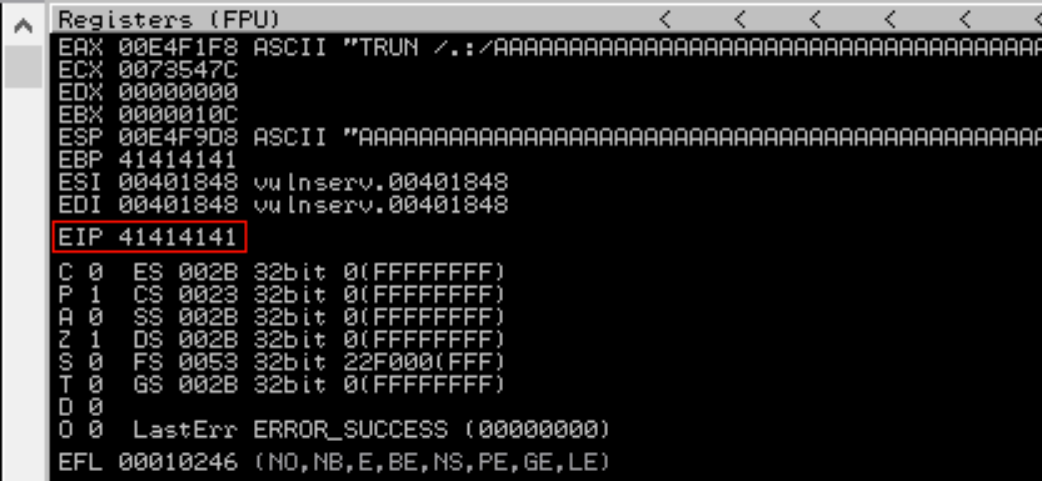 Registers (FPU) < < < < < <
EAX 00E4F1F8 ASCII "TRUN /.:/AAAAAAAAAAAAAAAAAAAAAAAAAAAAAAAAAAAAA
ECX 0073547C
EDX 00000000
EBX 0000010C
ESP 00E4F9D8 ASCII "AAAAAAAAAAAAAAAAAAAAAAAAAAAAAAAAAAAAAAAAAAAAAA
EBP 41414141
ESI 00401848 vulnserv.00401848
EDI 00401848 vulnserv.00401848
EIP 41414141
C 0 ES 002B 32bit 0(FFFFFFFF)
P 1 CS 0023 32bit 0(FFFFFFFF)
A 0 SS 002B 32bit 0(FFFFFFFF)
Z 1 DS 002B 32bit 0(FFFFFFFF)
S 0 FS 0053 32bit 22F000(FFF)
T 0 GS 002B 32bit 0(FFFFFFFF)
D 0
O 0 LastErr ERROR_SUCCESS (00000000)
EFL 00010246 (NO,NB,E,BE,NS,PE,GE,LE)